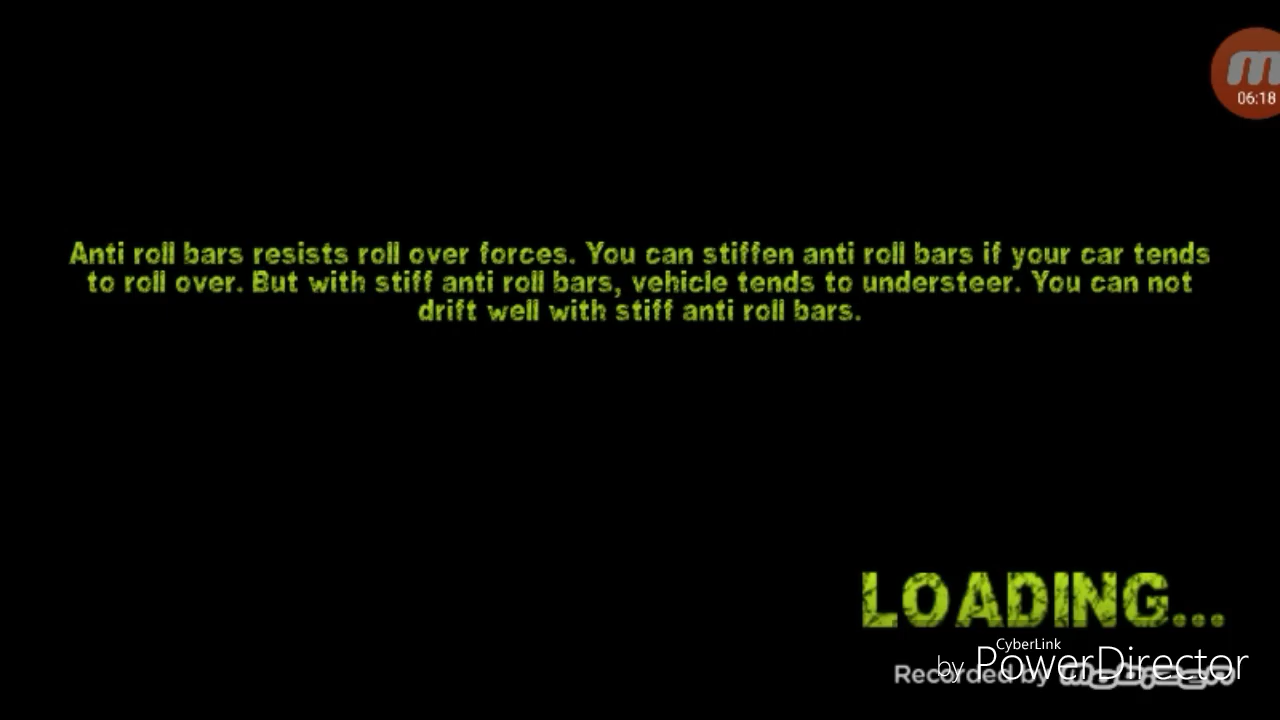 m
06:18
Anti roll bars resists roll over forces. You can stiffen anti roll bars if your car tends
to roll over. But with stiff anti roll bars, vehicle tends to understeer. You can not
drift well with stiff anti roll bars.
LOADING...
CyberLink
by PowerDirector
Recorded by